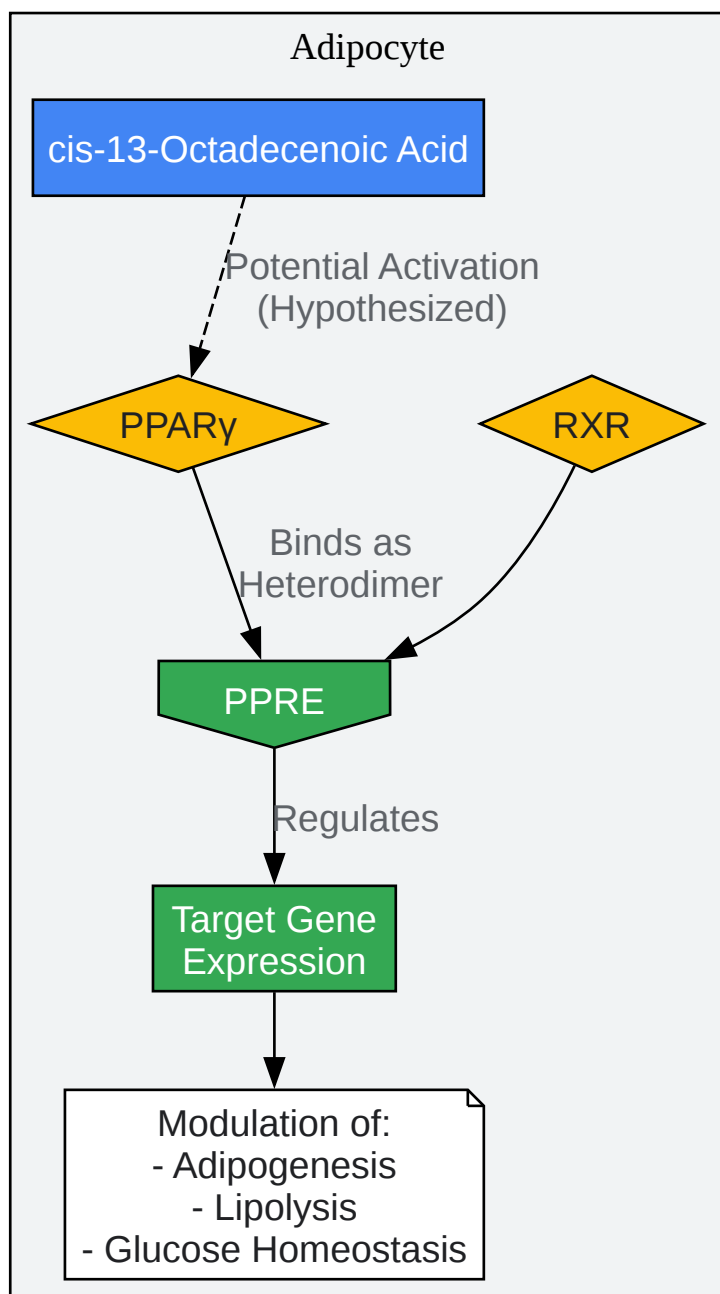 Adipocyte
cis-13-Octadecenoic Acid
Potential Activation
(Hypothesized)
PPARγ
RXR
Binds as
Heterodimer
PPRE
Regulates
Target Gene
Expression
Modulation of:
- Adipogenesis
- Lipolysis
- Glucose Homeostasis